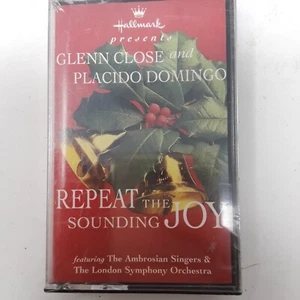 Hallmark
presents
GLENN CLOSE and
PLACIDO DOMINGO
REPEAT THE
SOUNDING JOY
featuring The Ambrosian Singers &
The London Symphony Orchestra